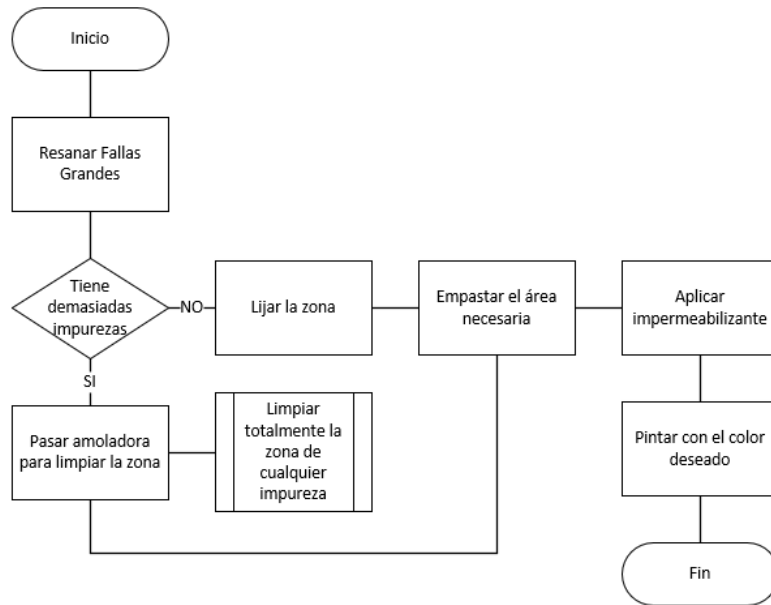 Inicio
Resanar Fallas
Grandes
Tiene
demasiadas
impurezas
NO
Lijar la zona
Empastar el área
necesaria
Aplicar
impermeabilizante
SI
Pasar amoladora
para limpiar la zona
Limpiar
totalmente la
zona de
cualquier
impureza
Pintar con el color
deseado
Fin